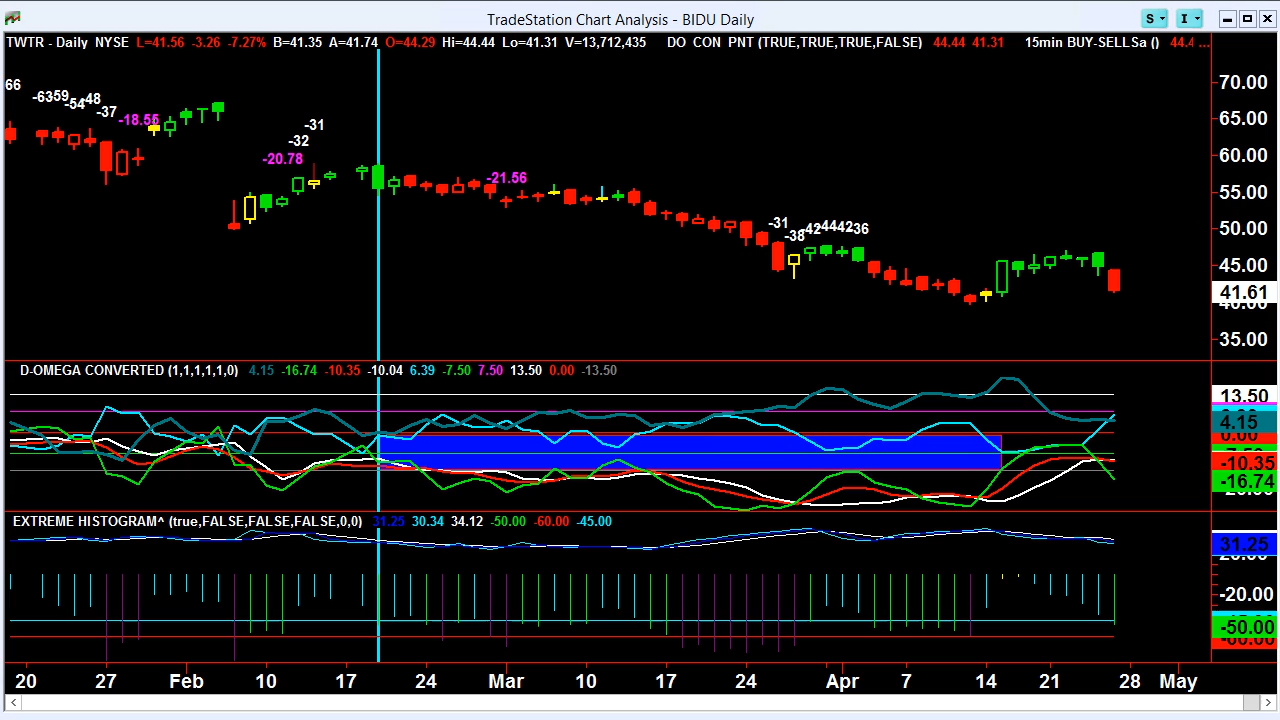 TradeStation Chart Analysis - BIDU Daily
S I
TWTR - Daily NYSE L=41.56 -3.26 -7.27% B=41.35 A=41.74 O=44.29 Hi=44.44 Lo=41.31 V=13,712,435 DO CON PNT (TRUE,TRUE,TRUE,FALSE) 44.44 41.31 15min BUY-SELLSa () 44.4 ...
70.00
66 -6359 -54 -48 -37 -18.55
65.00
-31 -32 -20.78
60.00
-21.56
55.00
50.00
-31 -38 -42 -4442 -36
45.00
41.61
40.00
35.00
D-OMEGA CONVERTED (1,1,1,1,1,0) 4.15 -16.74 -10.35 -10.04 6.39 -7.50 7.50 13.50 0.00 -13.50
13.50
4.15
0.00
-10.35
-16.74
EXTREME HISTOGRAM^ (true,FALSE,FALSE,FALSE,0,0) 31.25 30.34 34.12 -50.00 -60.00 -45.00
31.25
-20.00
-50.00
-60.00
20 27 Feb 10 17 24 Mar 10 17 24 Apr 7 14 21 28 May